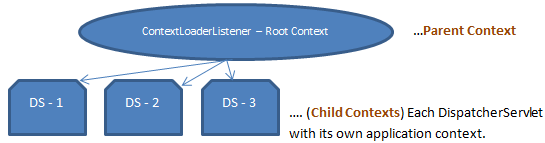 ContextLoaderListener – Root Context
...Parent Context
DS - 1
DS - 2
DS - 3
.... (Child Contexts) Each DispatcherServlet
with its own application context.